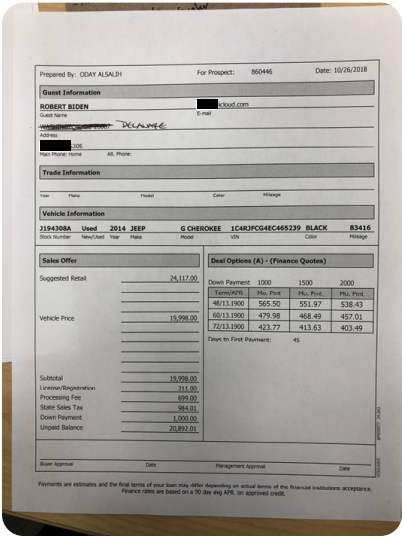 Prepared By: ODAY ALSALIH For Prospect: 860446 Date: 10/26/2018
Guest Information
ROBERT BIDEN icloud.com
Guest Name E-mail
DELAWARE
Address
Main Phone: Home Alt. Phone:
Trade Information
Year Make Model Color Mileage
Vehicle Information
J194308A Used 2014 JEEP G CHEROKEE 1C4RJFCG4EC465239 BLACK 83416
Stock Number New/Used Year Make Model VIN Color Mileage
Sales Offer
Suggested Retail 24,117.00
Vehicle Price 19,998.00
Subtotal 19,998.00
License/Registration 211.00
Processing Fee 699.00
State Sales Tax 984.01
Down Payment 1,000.00
Unpaid Balance 20,892.01
Deal Options (A) - (Finance Quotes)
Down Payment 1000 1500 2000
Term/APR Mo. Pmt Mo. Pmt Mo. Pmt
48/13.1900 565.50 551.97 538.43
60/13.1900 479.98 468.49 457.01
72/13.1900 423.77 413.63 403.49
Days to First Payment: 45
Buyer Approval Date Management Approval Date
Payments are estimates and the final terms of your loan may differ depending on actual terms of the financial institutions acceptance.
Finance rates are based on a 90 day avg APR, on approved credit.